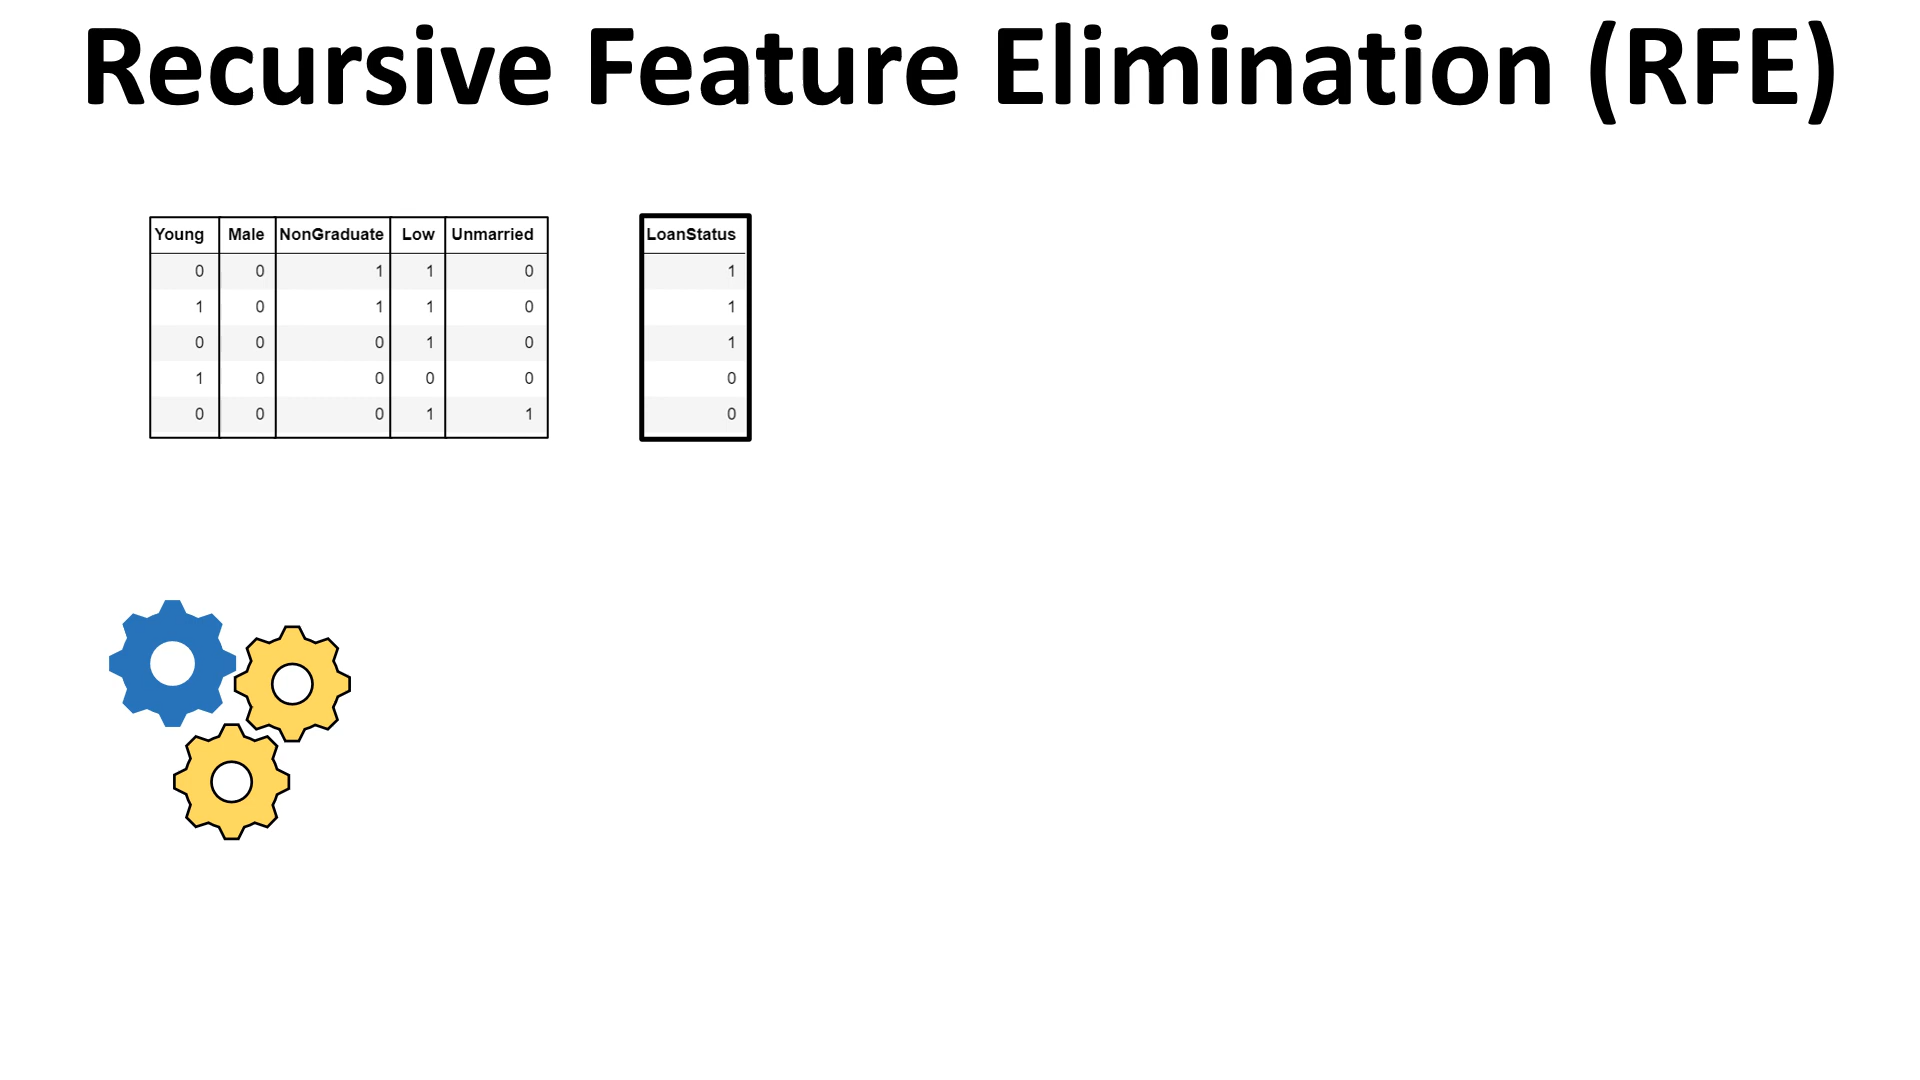 Recursive Feature Elimination (RFE)
Young Male NonGraduate Low Unmarried LoanStatus
0 0 1 1 0 1
1 0 1 1 0 1
0 0 0 1 0 1
1 0 0 0 0 0
0 0 0 1 1 0